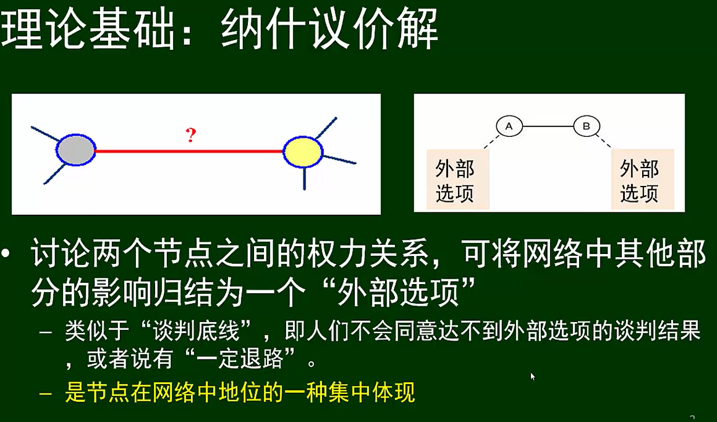 理论基础：纳什议价解
?
A
B
外部
选项
外部
选项
• 讨论两个节点之间的权力关系，可将网络中其他部
分的影响归结为一个“外部选项”
– 类似于“谈判底线”，即人们不会同意达不到外部选项的谈判结果
，或者说有“一定退路”。
– 是节点在网络中地位的一种集中体现